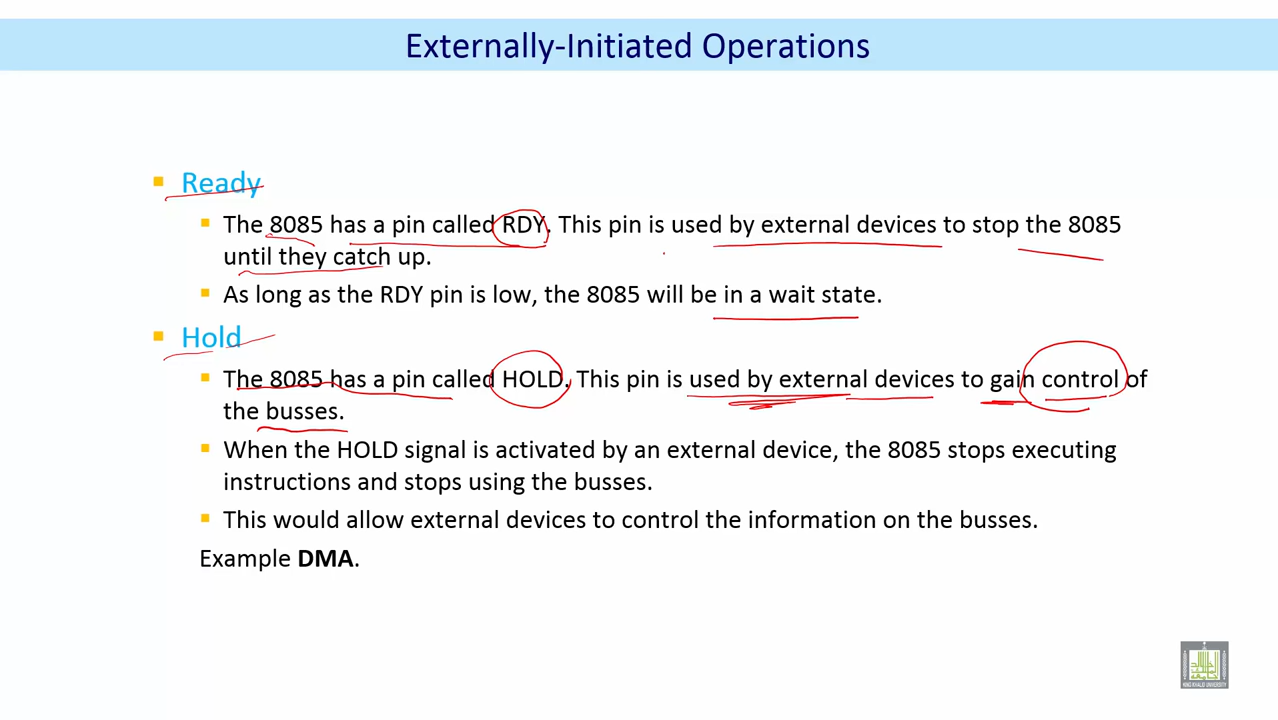 Externally-Initiated Operations
Ready
The 8085 has a pin called RDY. This pin is used by external devices to stop the 8085
until they catch up.
As long as the RDY pin is low, the 8085 will be in a wait state.
Hold
The 8085 has a pin called HOLD. This pin is used by external devices to gain control of
the busses.
When the HOLD signal is activated by an external device, the 8085 stops executing
instructions and stops using the busses.
This would allow external devices to control the information on the busses.
Example DMA.
KING KHALID UNIVERSITY